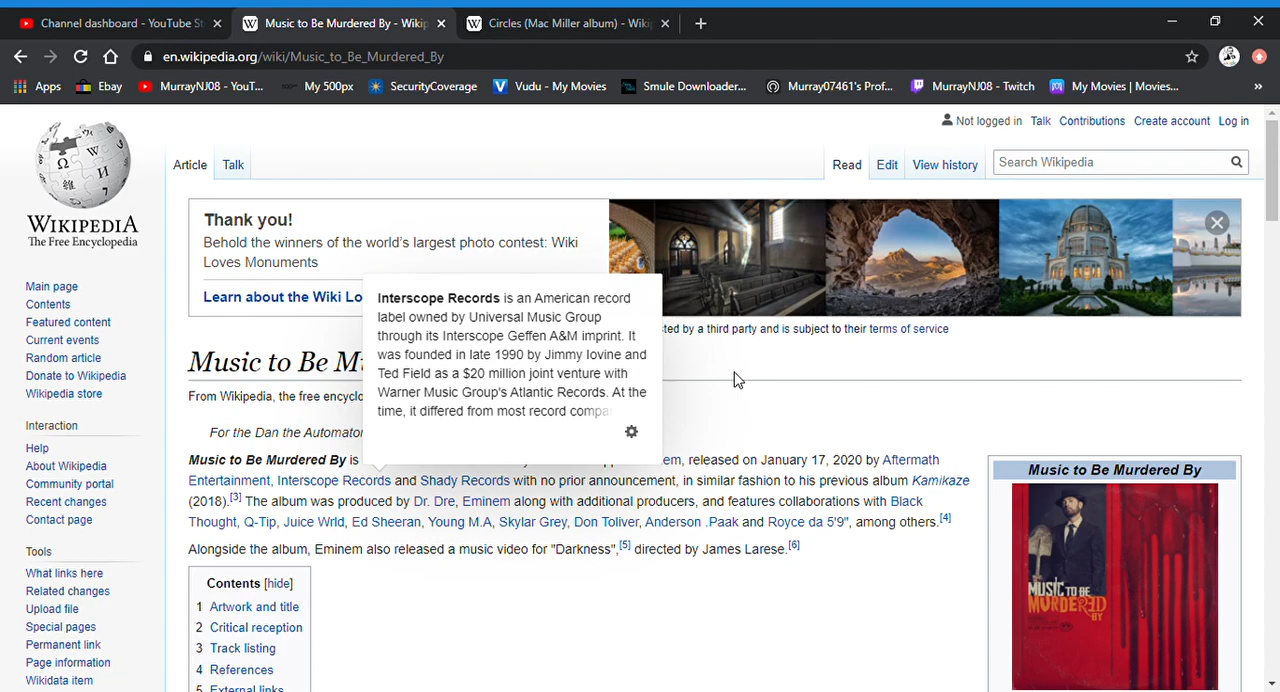 Channel dashboard - YouTube St
Music to Be Murdered By - Wikip
Circles (Mac Miller album) - Wiki
en.wikipedia.org/wiki/Music_to_Be_Murdered_By
Apps
Ebay
MurrayNJ08 - YouT...
My 500px
SecurityCoverage
Vudu - My Movies
Smule Downloader...
Murray07461's Prof...
MurrayNJ08 - Twitch
My Movies | Movies...
»
Not logged in Talk Contributions Create account Log in
Article Talk
Read Edit View history
Search Wikipedia
WIKIPEDIA
The Free Encyclopedia
Main page
Contents
Featured content
Current events
Random article
Donate to Wikipedia
Wikipedia store
Interaction
Help
About Wikipedia
Community portal
Recent changes
Contact page
Tools
What links here
Related changes
Upload file
Special pages
Permanent link
Page information
Wikidata item
Thank you!
Behold the winners of the world's largest photo contest: Wiki
Loves Monuments
Learn about the Wiki Lo
sted by a third party and is subject to their terms of service
Interscope Records is an American record
label owned by Universal Music Group
through its Interscope Geffen A&M imprint. It
was founded in late 1990 by Jimmy Iovine and
Ted Field as a $20 million joint venture with
Warner Music Group's Atlantic Records. At the
time, it differed from most record compa
Music to Be Mu
From Wikipedia, the free encyclo
For the Dan the Automator
Music to Be Murdered By is em, released on January 17, 2020 by Aftermath
Entertainment, Interscope Records and Shady Records with no prior announcement, in similar fashion to his previous album Kamikaze
(2018).[3] The album was produced by Dr. Dre, Eminem along with additional producers, and features collaborations with Black
Thought, Q-Tip, Juice Wrld, Ed Sheeran, Young M.A, Skylar Grey, Don Toliver, Anderson .Paak and Royce da 5'9", among others.[4]
Alongside the album, Eminem also released a music video for "Darkness",[5] directed by James Larese.[6]
Contents [hide]
1 Artwork and title
2 Critical reception
3 Track listing
4 References
5 External links
Music to Be Murdered By
MUSIC TO BE
MURDERED
BY